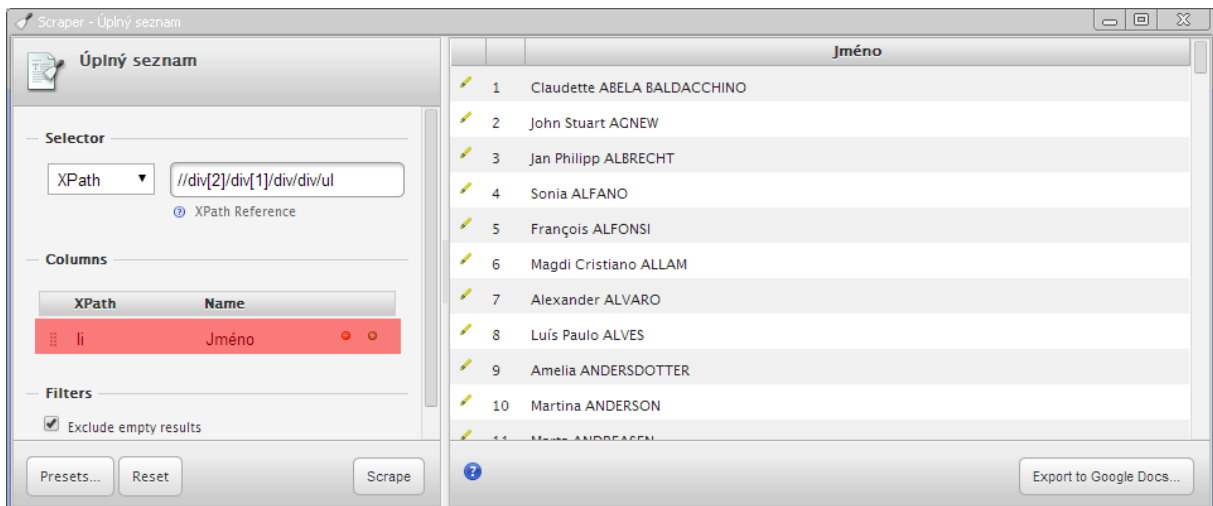 Scraper - Úplný seznam
Úplný seznam
Selector
XPath //div[2]/div[1]/div/div/ul
XPath Reference
Columns
XPath Name
li Jméno
Filters
Exclude empty results
Presets... Reset Scrape
Jméno
1 Claudette ABELA BALDACCHINO
2 John Stuart AGNEW
3 Jan Philipp ALBRECHT
4 Sonia ALFANO
5 François ALFONSI
6 Magdi Cristiano ALLAM
7 Alexander ALVARO
8 Luís Paulo ALVES
9 Amelia ANDERSDOTTER
10 Martina ANDERSON
11 Marta ANDREASEN
Export to Google Docs...